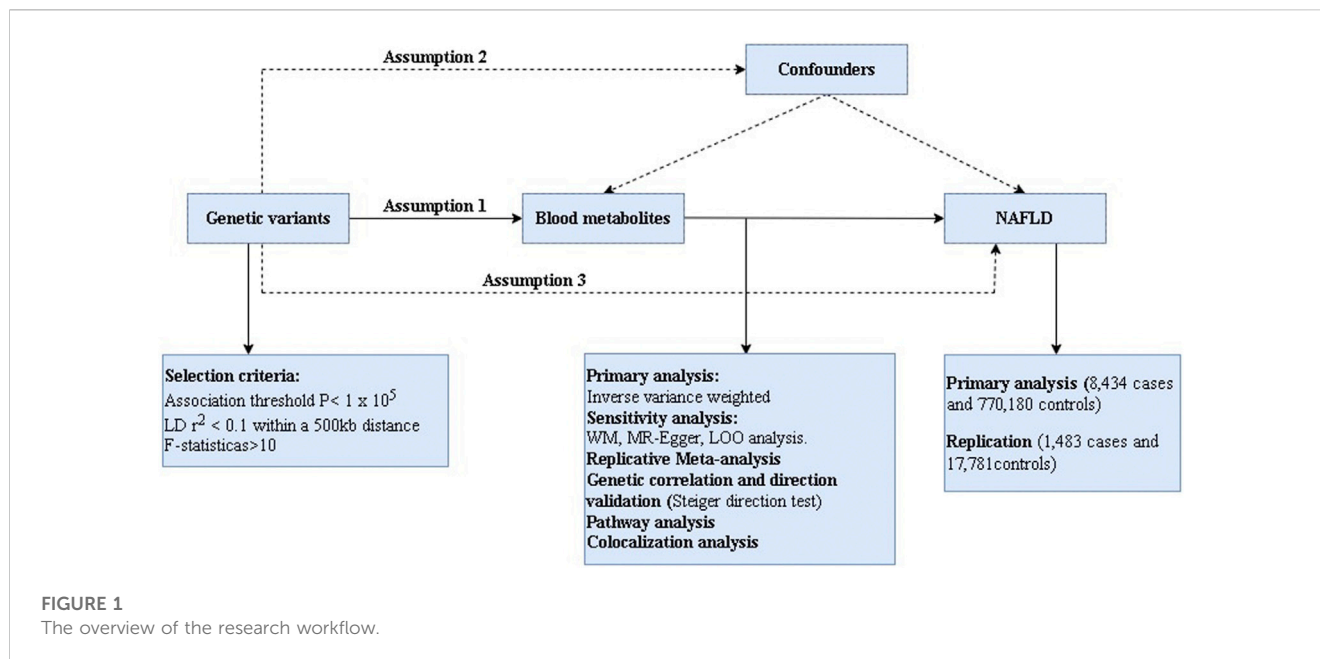 Assumption 2
Confounders
Genetic variants
Assumption 1
Blood metabolites
NAFLD
Assumption 3
Selection criteria:
Association threshold P< 1 x 10⁵
LD r² < 0.1 within a 500kb distance
F-statisticas>10
Primary analysis:
Inverse variance weighted
Sensitivity analysis:
WM, MR-Egger, LOO analysis.
Replicative Meta-analysis
Genetic correlation and direction
validation (Steiger direction test)
Pathway analysis
Colocalization analysis
Primary analysis (8,434 cases
and 770,180 controls)
Replication (1,483 cases and
17,781controls)
FIGURE 1
The overview of the research workflow.